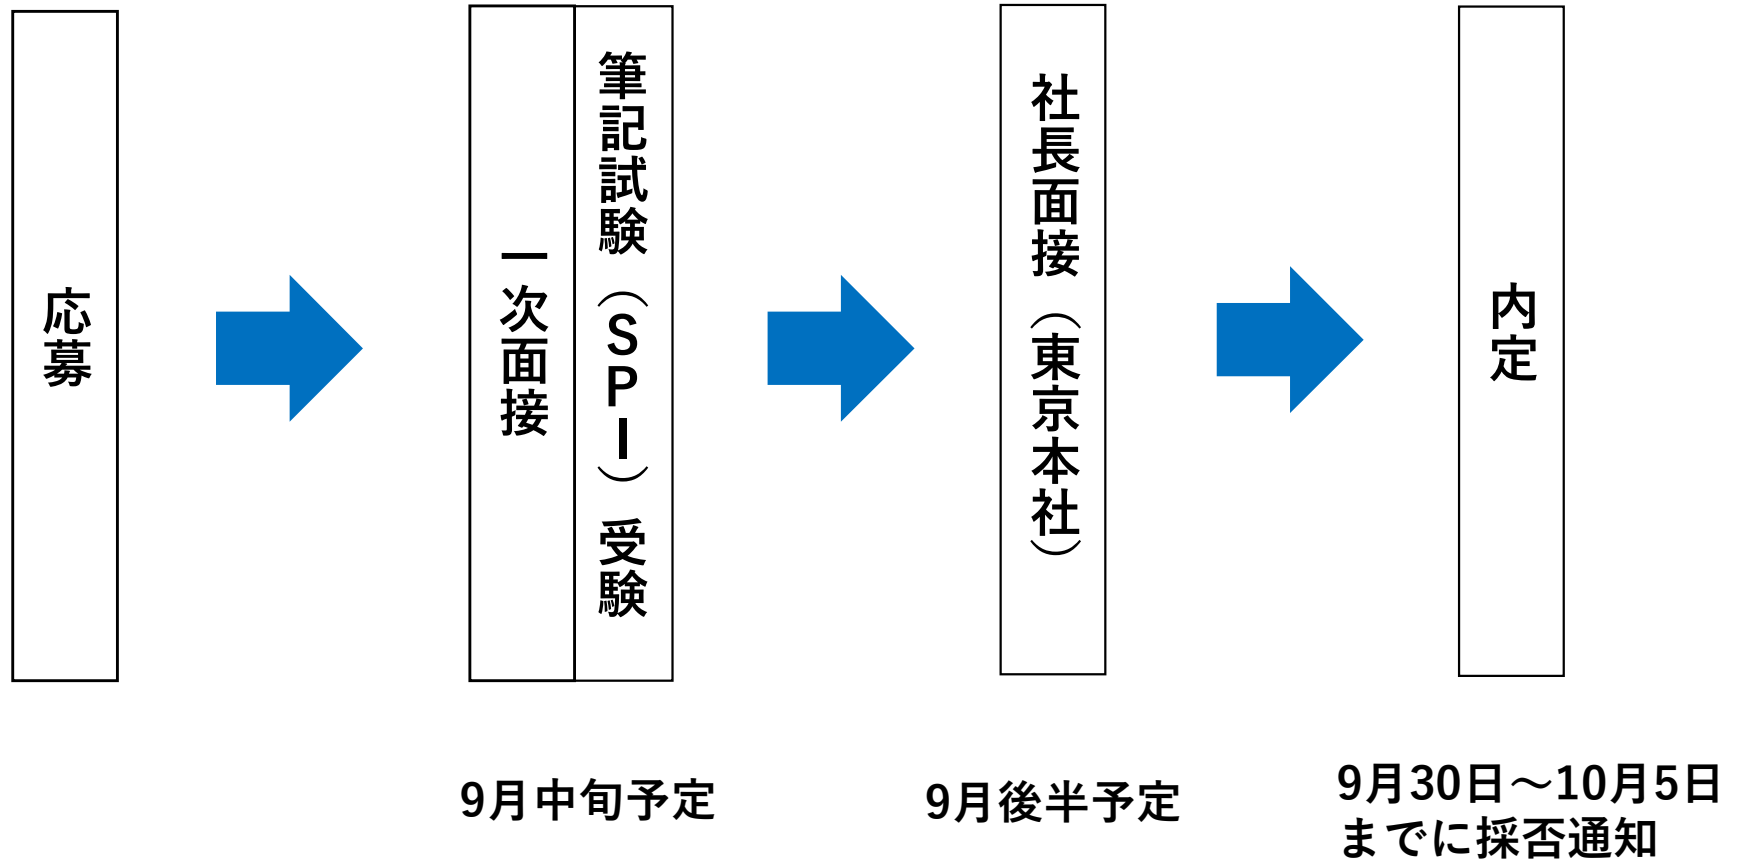 応募
一次面接
筆記試験（SPI）受験
社長面接（東京本社）
内定
9月中旬予定
9月後半予定
9月30日～10月5日
までに採否通知